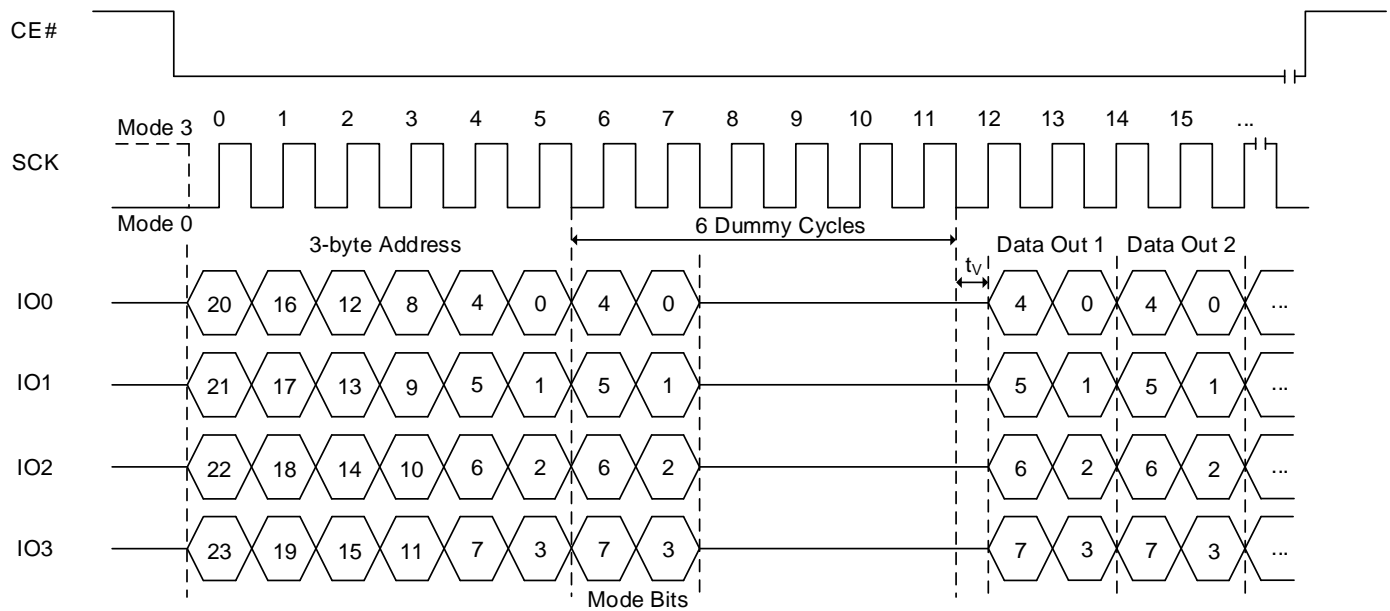 CE#
Mode 3 0 1 2 3 4 5 6 7 8 9 10 11 12 13 14 15 ...
SCK
Mode 0
6 Dummy Cycles
3-byte Address Data Out 1 Data Out 2
tV
IO0 20 16 12 8 4 0 4 0 4 0 4 0 ...
IO1 21 17 13 9 5 1 5 1 5 1 5 1 ...
IO2 22 18 14 10 6 2 6 2 6 2 6 2 ...
IO3 23 19 15 11 7 3 7 3 7 3 7 3 ...
Mode Bits